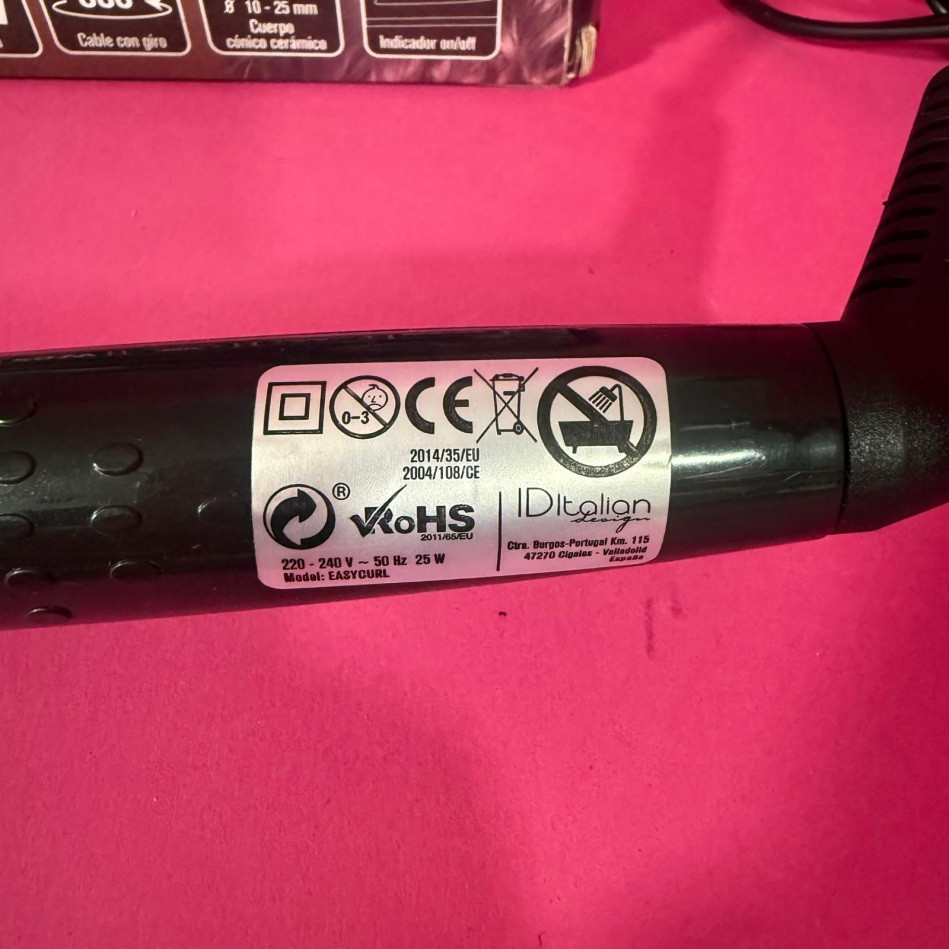 Cable con giro
Ø 10 - 25 mm
Cuerpo
cónico cerámico
Indicador on/off
0-3
CE
2014/35/EU
2004/108/CE
®
RoHS
2011/65/EU
220 - 240 V ~ 50 Hz 25 W
Model: EASYCURL
IDItalian
design
Ctra. Burgos-Portugal Km. 115
47270 Cigales - Valladolid
España